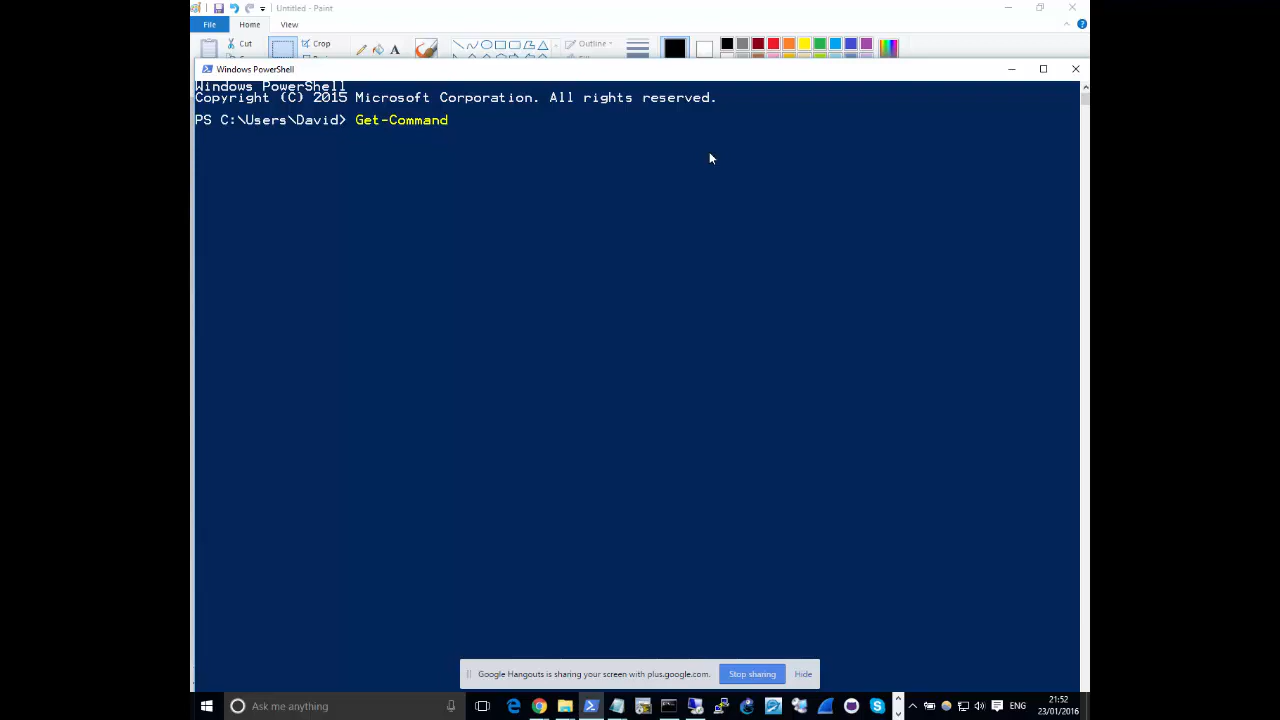 Untitled - Paint
File Home View
Cut Crop Outline
Windows PowerShell
Windows PowerShell
Copyright (C) 2015 Microsoft Corporation. All rights reserved.
PS C:\Users\David> Get-Command
Google Hangouts is sharing your screen with plus.google.com. Stop sharing Hide
Ask me anything ENG 21:52
23/01/2016